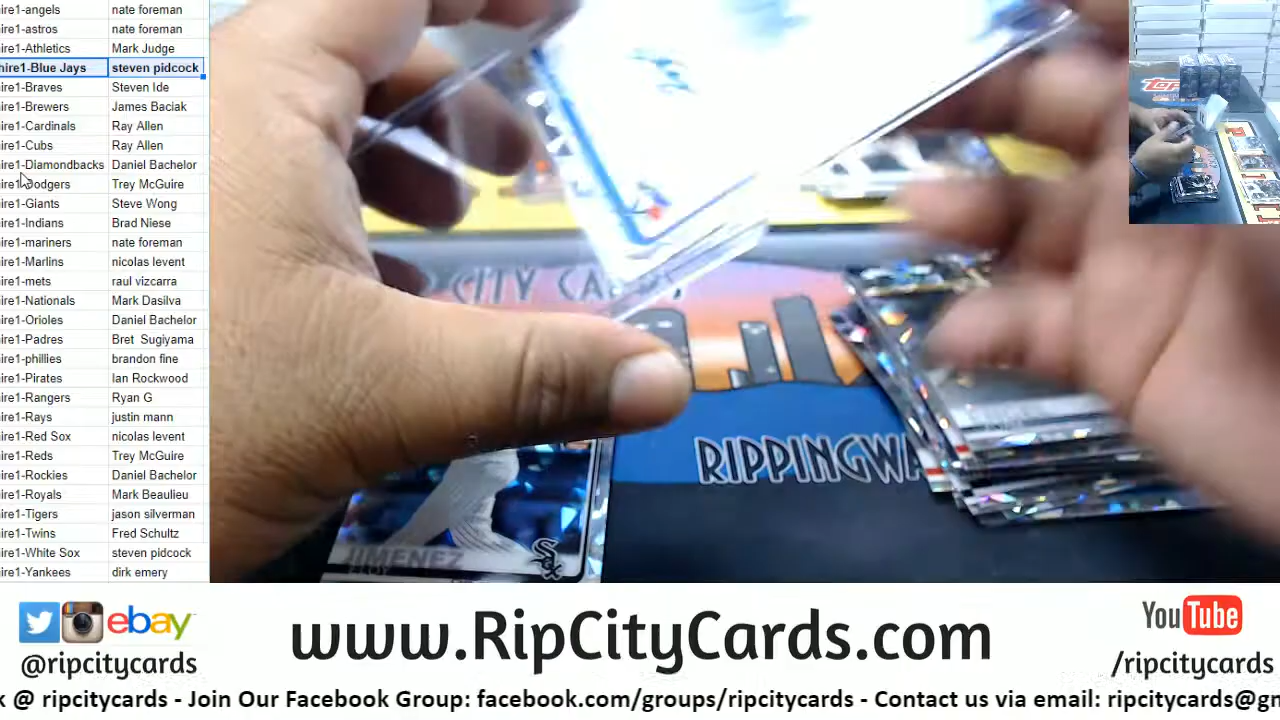 ire1-angels nate foreman
ire1-astros nate foreman
ire1-Athletics Mark Judge
hire1-Blue Jays steven pidcock
ire1-Braves Steven Ide
ire1-Brewers James Baciak
ire1-Cardinals Ray Allen
ire1-Cubs Ray Allen
ire1-Diamondbacks Daniel Bachelor
ire1-Dodgers Trey McGuire
ire1-Giants Steve Wong
ire1-Indians Brad Niese
ire1-mariners nate foreman
ire1-Marlins nicolas levent
ire1-mets raul vizcarra
ire1-Nationals Mark Dasilva
ire1-Orioles Daniel Bachelor
ire1-Padres Bret Sugiyama
ire1-phillies brandon fine
ire1-Pirates Ian Rockwood
ire1-Rangers Ryan G
ire1-Rays justin mann
ire1-Red Sox nicolas levent
ire1-Reds Trey McGuire
ire1-Rockies Daniel Bachelor
ire1-Royals Mark Beaulieu
ire1-Tigers jason silverman
ire1-Twins Fred Schultz
ire1-White Sox steven pidcock
ire1-Yankees dirk emery
CITY CA
RIPPINGWA
JIMENEZ
ELOY
ebay
@ripcitycards
www.RipCityCards.com
YouTube
/ripcitycards
k @ ripcitycards - Join Our Facebook Group: facebook.com/groups/ripcitycards - Contact us via email: ripcitycards@gm